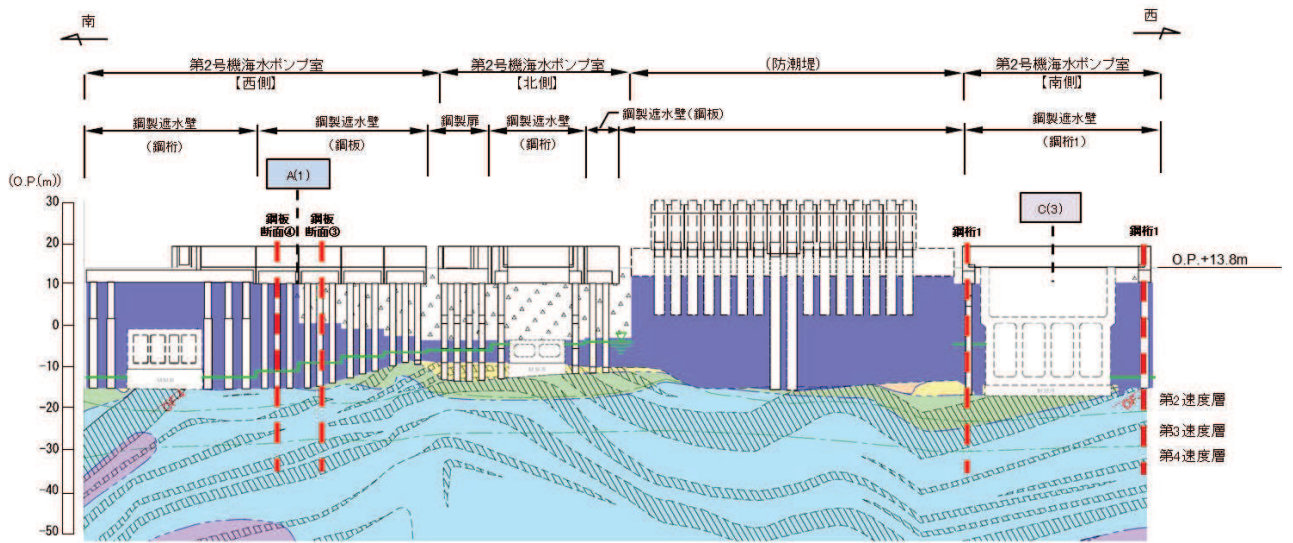 南
西
第2号機海水ポンプ室
【西側】
第2号機海水ポンプ室
【北側】
(防潮堤)
第2号機海水ポンプ室
【南側】
鋼製遮水壁(鋼板)
鋼製遮水壁
(鋼桁)
鋼製遮水壁
(鋼板)
鋼製扉
鋼製遮水壁
(鋼桁)
鋼製遮水壁
(鋼桁1)
A(1)
C(3)
(O.P.(m))
30
20
10
0
-10
-20
-30
-40
-50
鋼板
断面④
鋼板
断面③
鋼桁1
鋼桁1
O.P.+13.8m
第2速度層
第3速度層
第4速度層